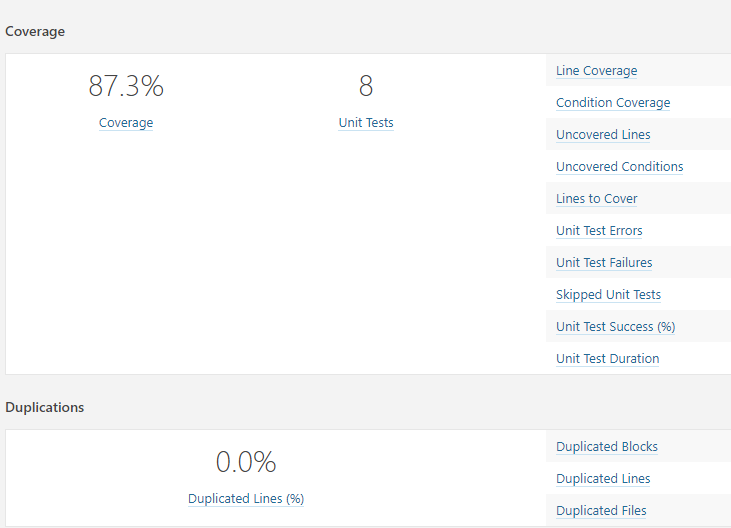 Coverage
87.3%
Coverage
8
Unit Tests
Line Coverage
Condition Coverage
Uncovered Lines
Uncovered Conditions
Lines to Cover
Unit Test Errors
Unit Test Failures
Skipped Unit Tests
Unit Test Success (%)
Unit Test Duration
Duplications
0.0%
Duplicated Lines (%)
Duplicated Blocks
Duplicated Lines
Duplicated Files